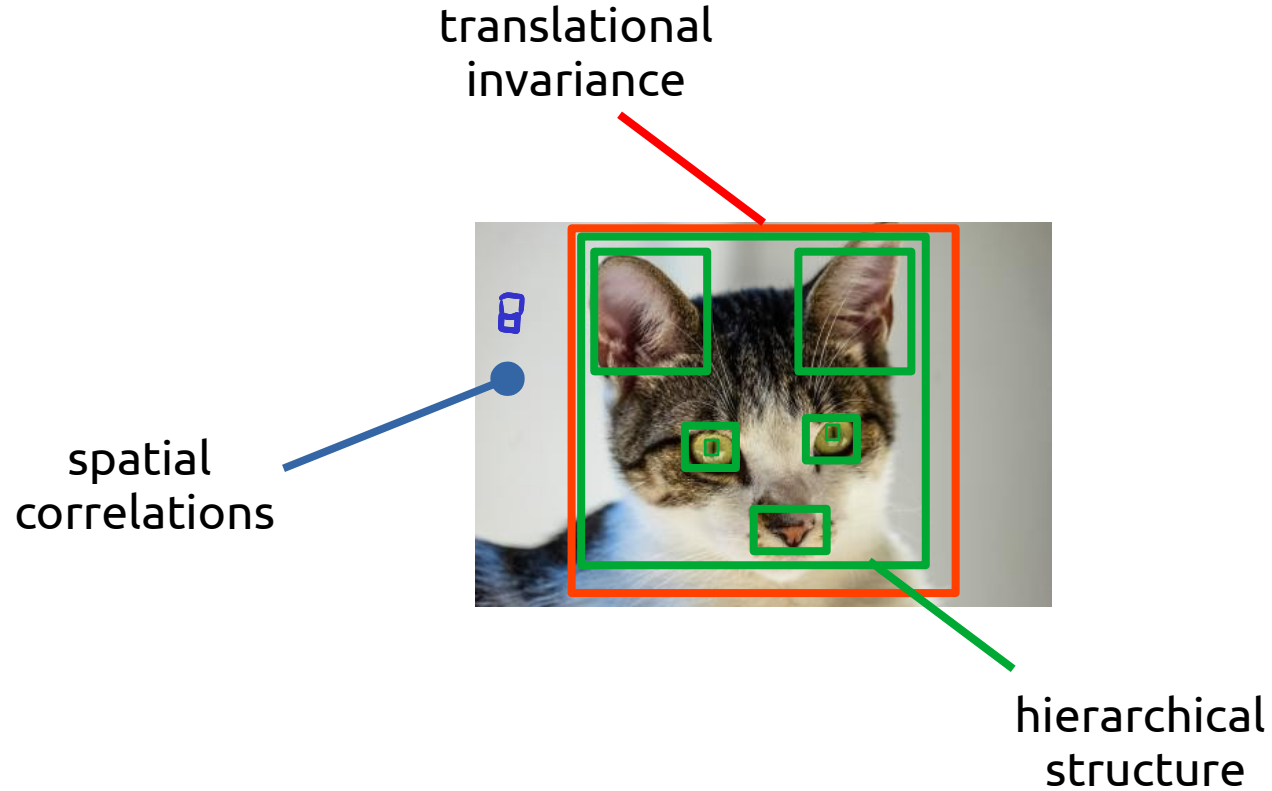 translational
invariance
spatial
correlations
hierarchical
structure